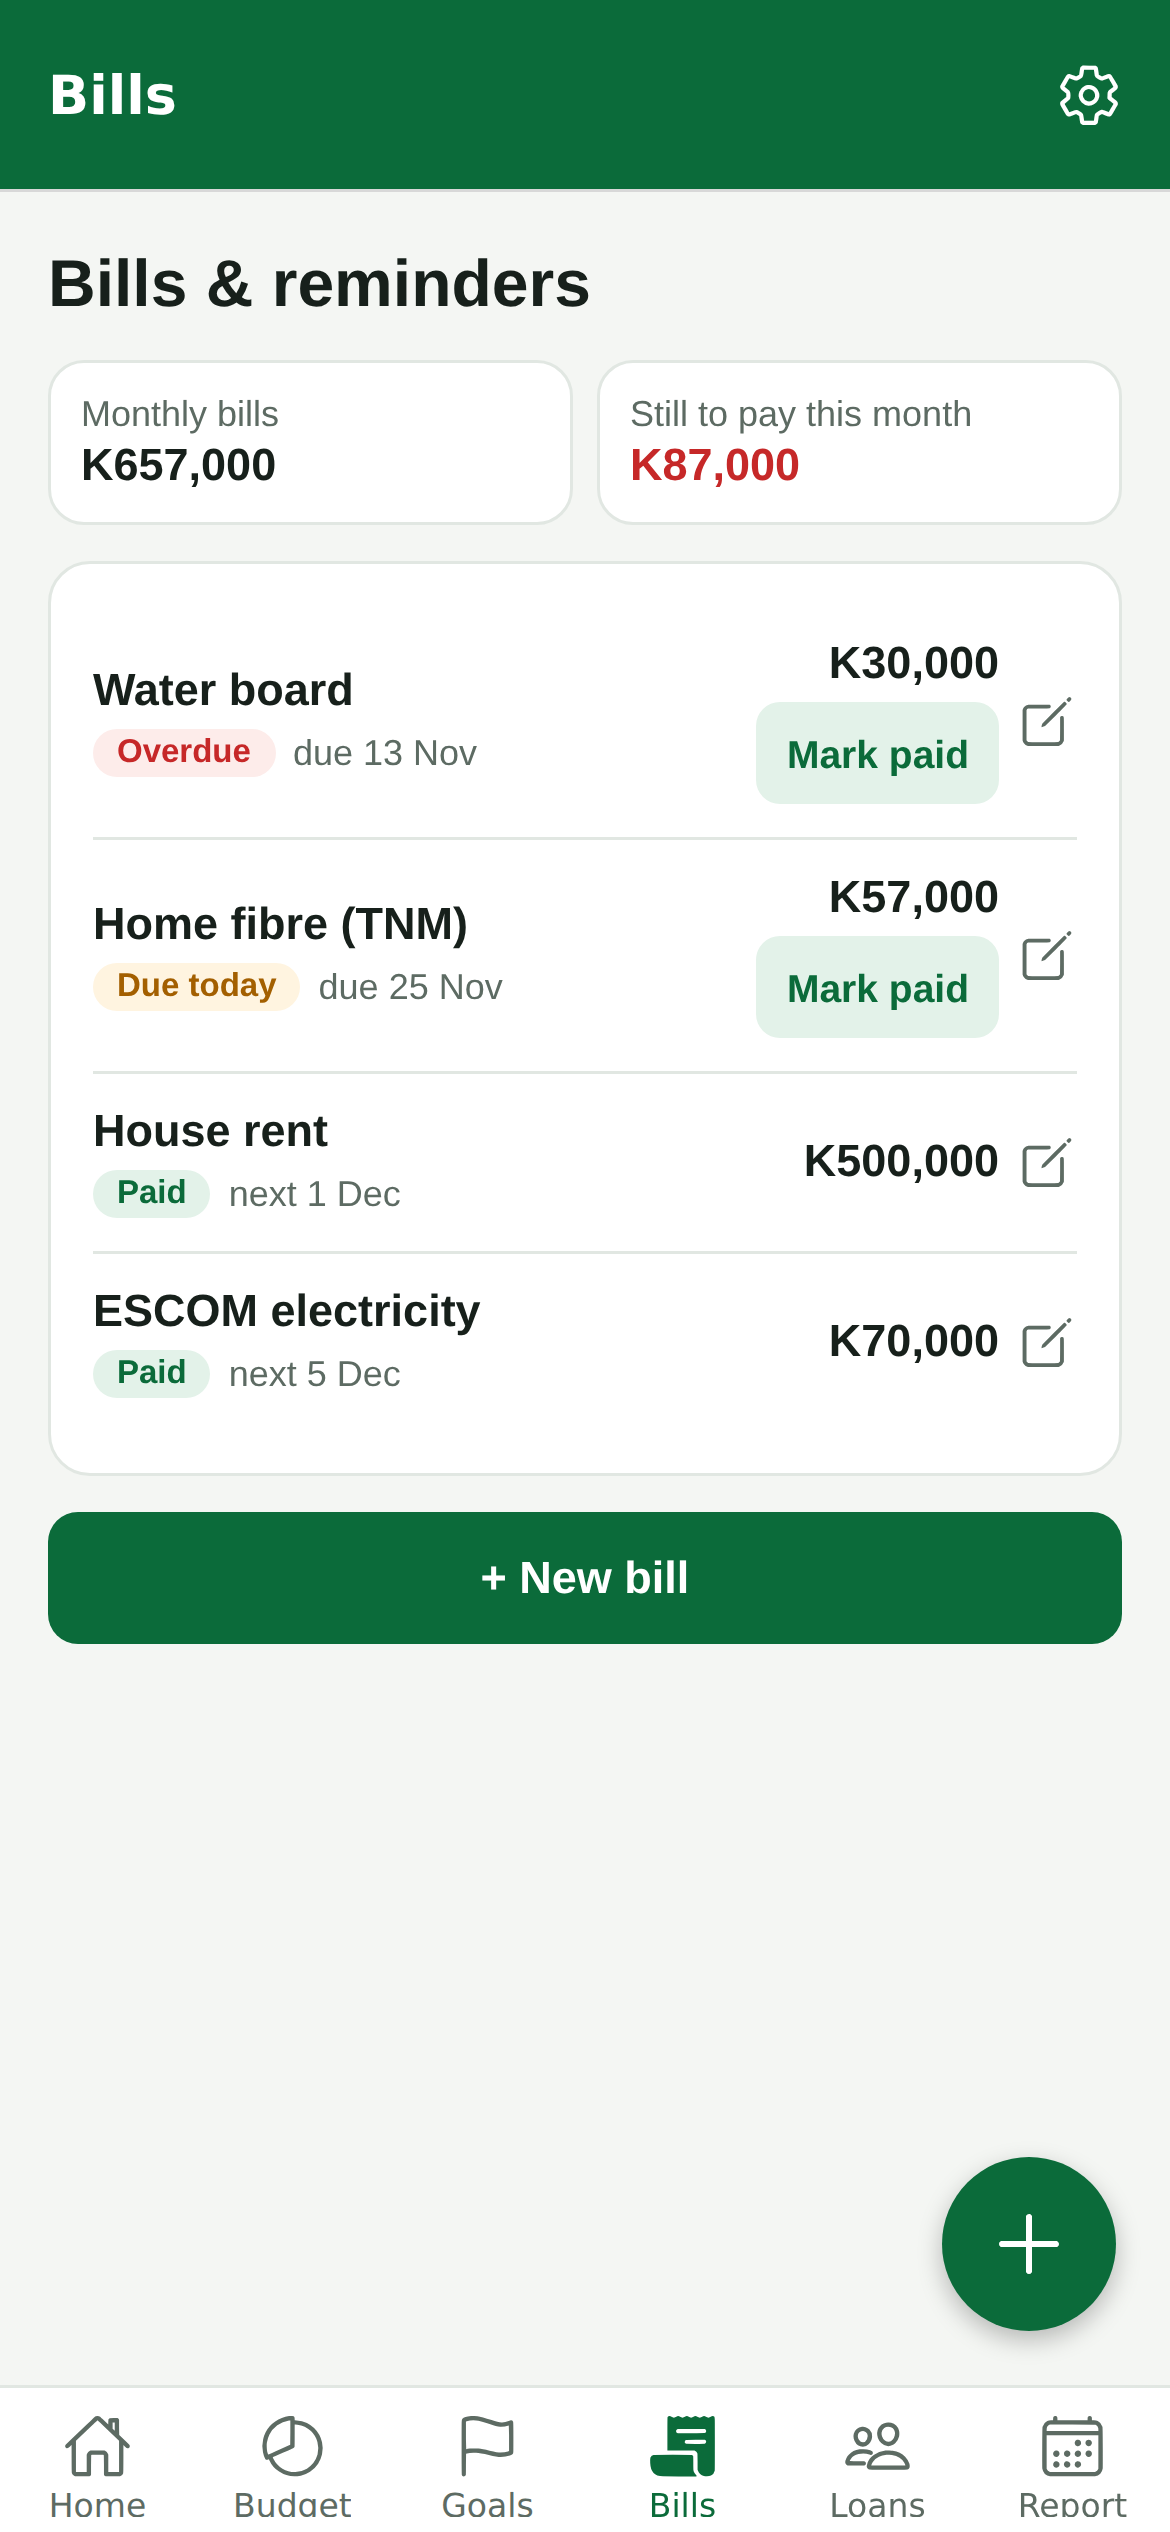 Bills
Bills & reminders
Monthly bills
K657,000
Still to pay this month
K87,000
Water board
Overdue due 13 Nov
K30,000
Mark paid
Home fibre (TNM)
Due today due 25 Nov
K57,000
Mark paid
House rent
Paid next 1 Dec
K500,000
ESCOM electricity
Paid next 5 Dec
K70,000
+ New bill
Home Budget Goals Bills Loans Report